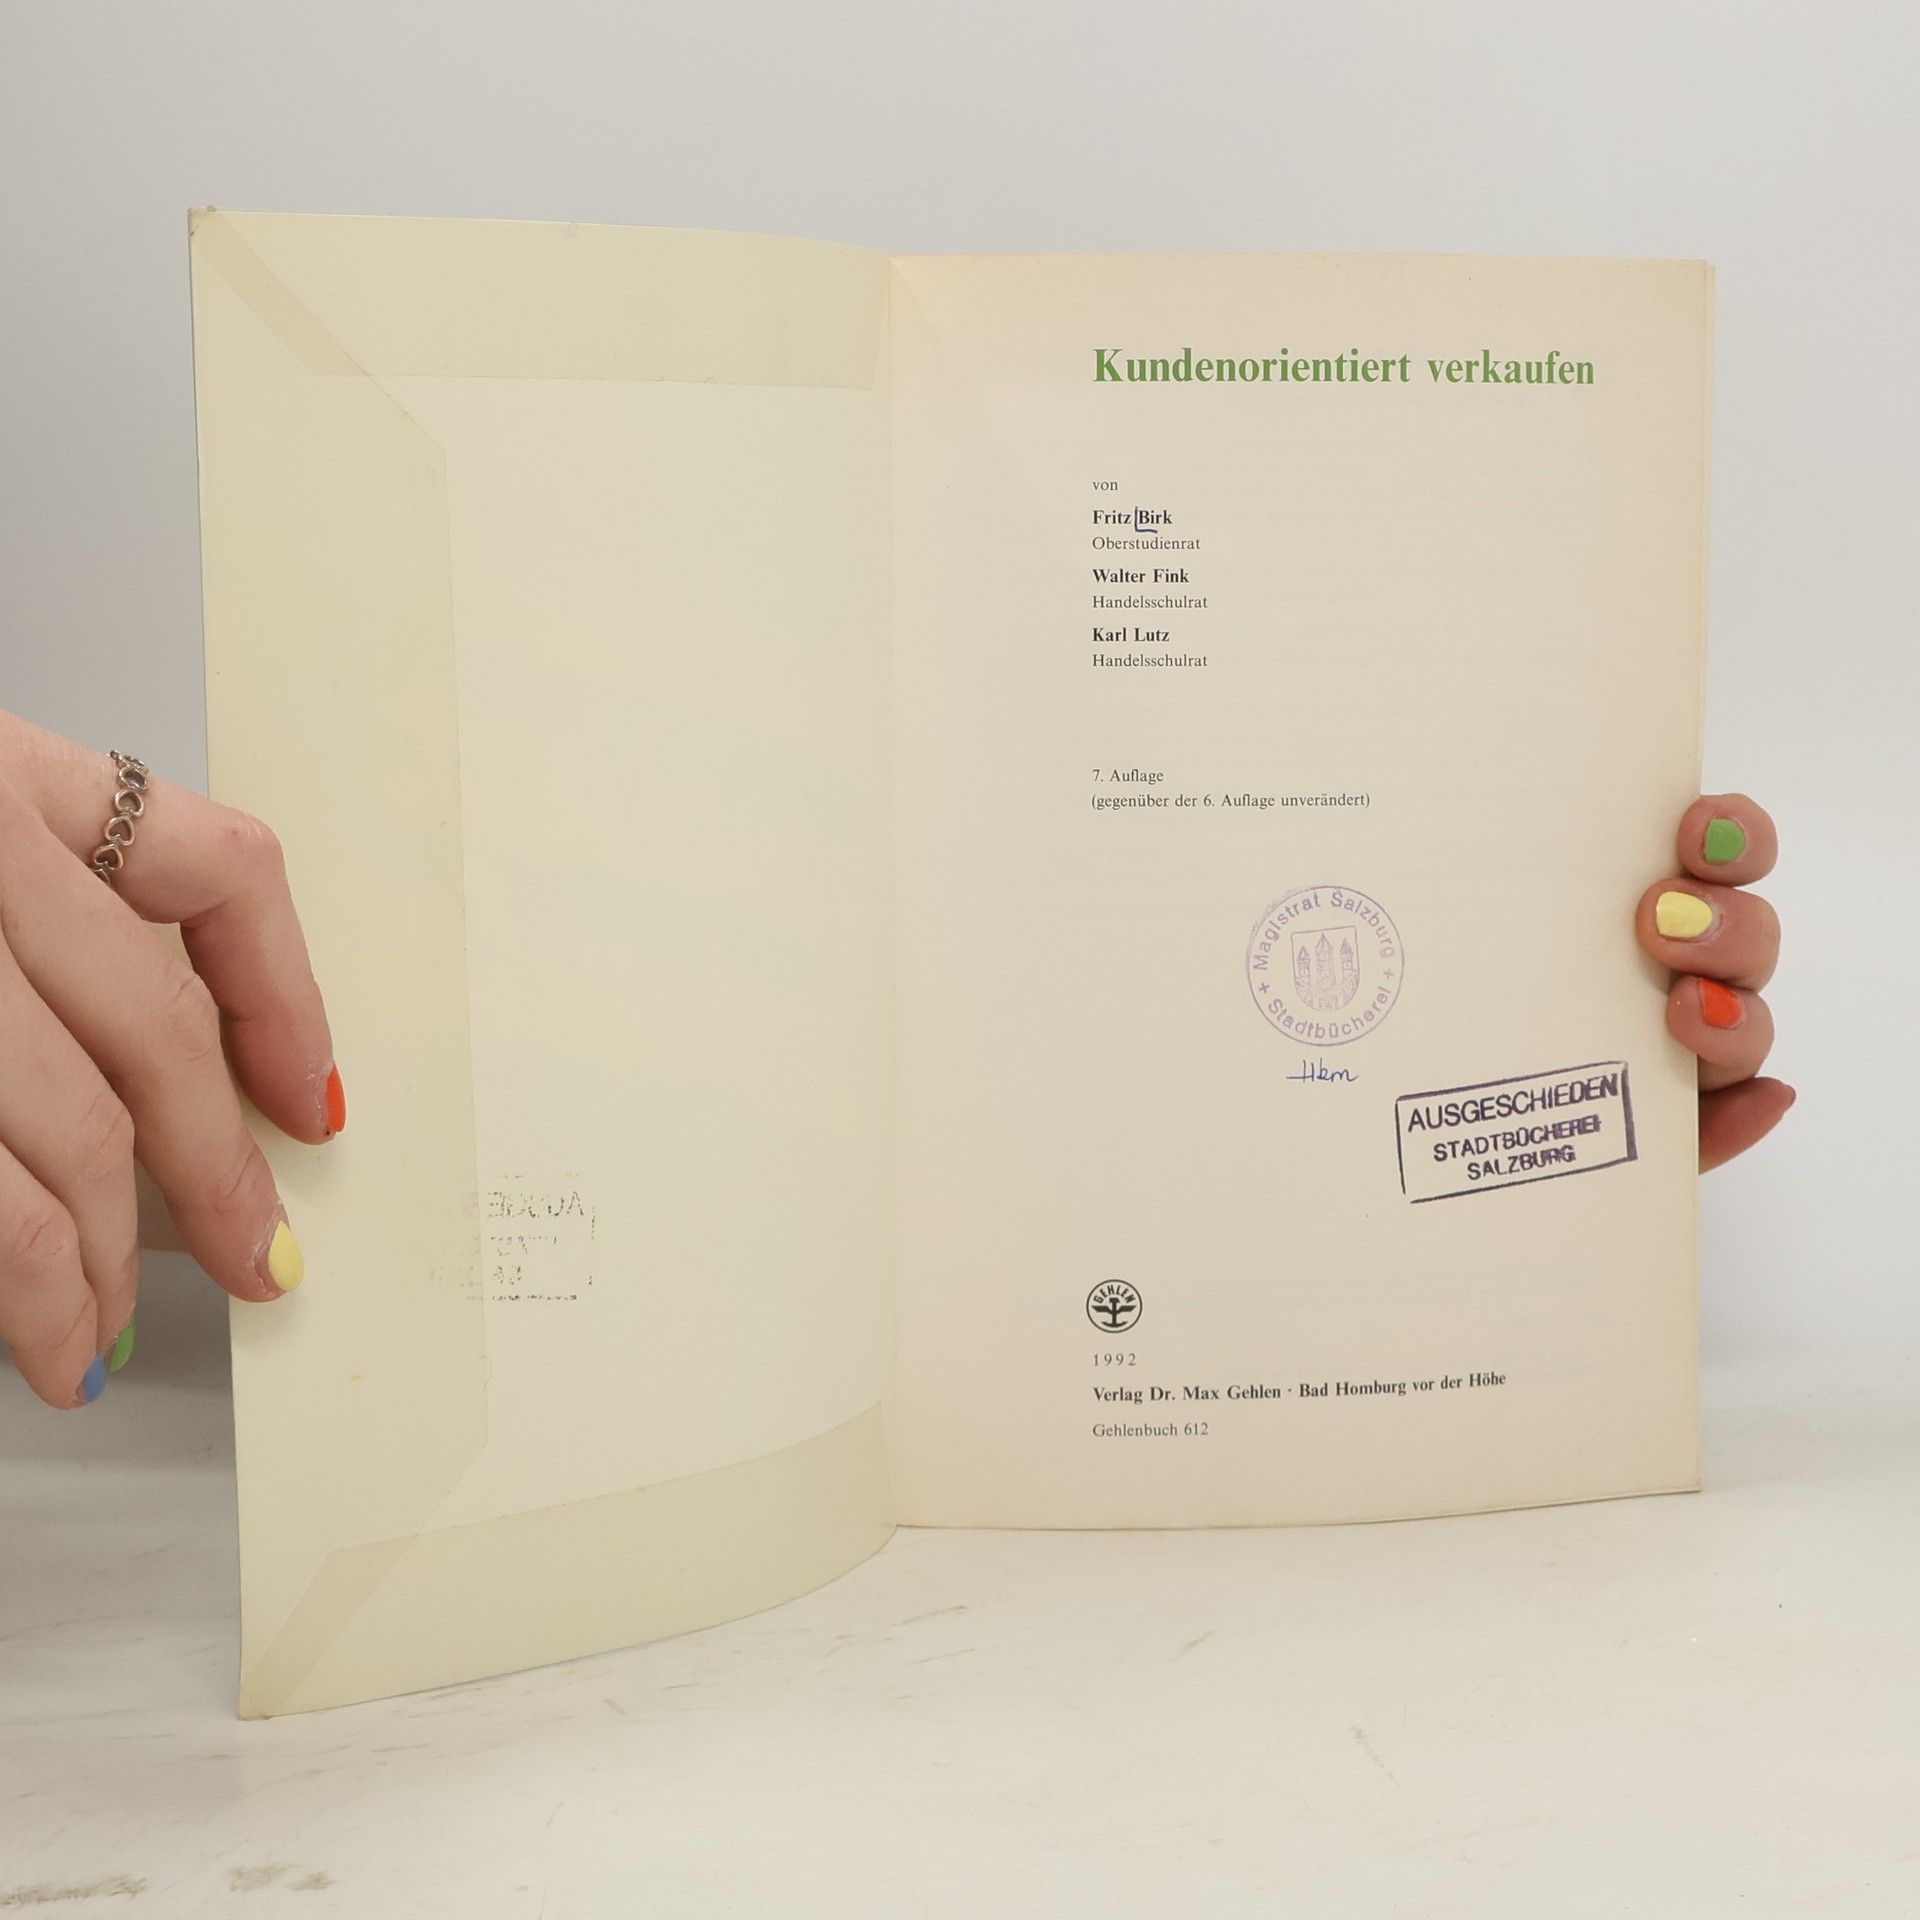 Kundenorientiert verkaufen
von
Fritz Birk
Oberstudienrat
Walter Fink
Handelsschulrat
Karl Lutz
Handelsschulrat
7. Auflage
(gegenüber der 6. Auflage unverändert)
+ Magistrat Salzburg +
Stadtbücherei
AUSGESCHIEDEN
STADTBÜCHEREI
SALZBURG
GEHLEN
1992
Verlag Dr. Max Gehlen · Bad Homburg vor der Höhe
Gehlenbuch 612